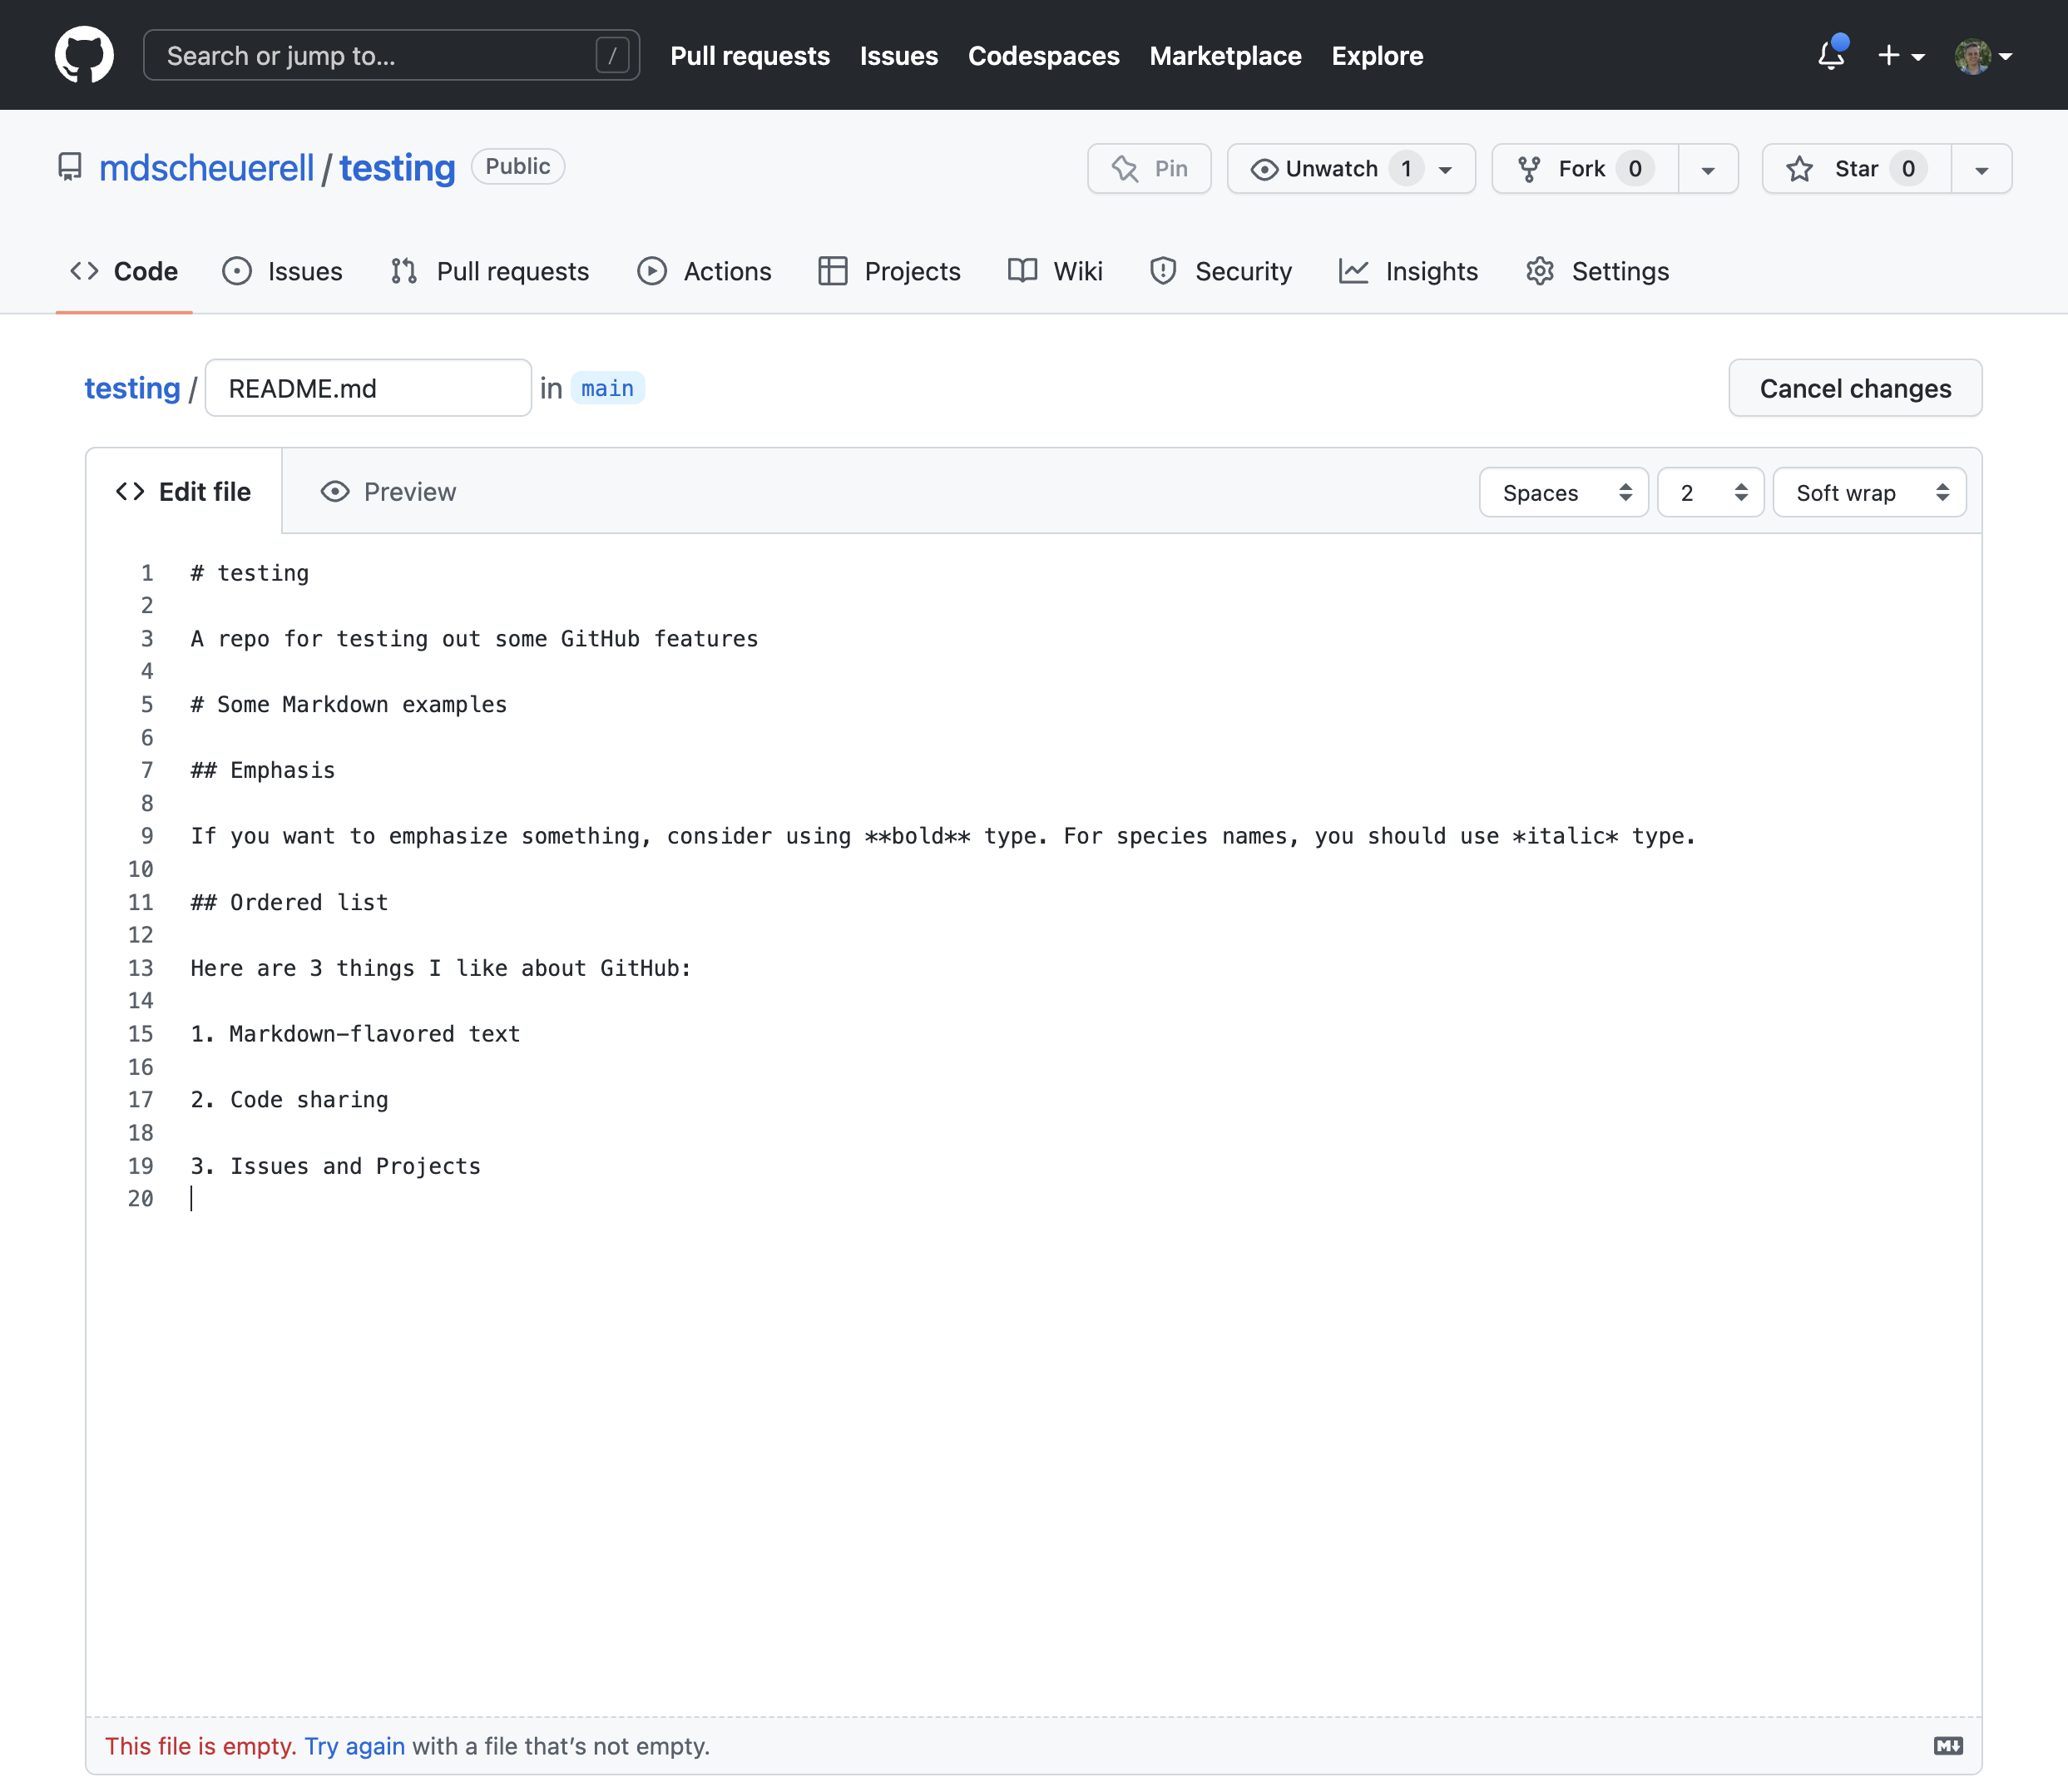 Search or jump to... /
Pull requests Issues Codespaces Marketplace Explore
mdscheuerell / testing Public
Pin Unwatch 1 Fork 0 Star 0
Code Issues Pull requests Actions Projects Wiki Security Insights Settings
testing / README.md in main Cancel changes
Edit file Preview Spaces 2 Soft wrap
1 # testing
2
3 A repo for testing out some GitHub features
4
5 # Some Markdown examples
6
7 ## Emphasis
8
9 If you want to emphasize something, consider using **bold** type. For species names, you should use *italic* type.
10
11 ## Ordered list
12
13 Here are 3 things I like about GitHub:
14
15 1. Markdown-flavored text
16
17 2. Code sharing
18
19 3. Issues and Projects
20
This file is empty. Try again with a file that’s not empty.
M↓